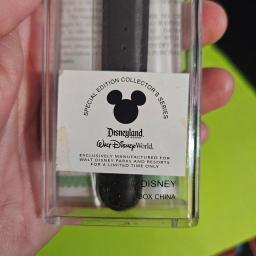 SPECIAL EDITION COLLECTOR'S SERIES
Disneyland
Walt Disney World.
EXCLUSIVELY MANUFACTURED FOR
WALT DISNEY PARKS AND RESORTS
FOR A LIMITED TIME ONLY
DISNEY
BOX CHINA